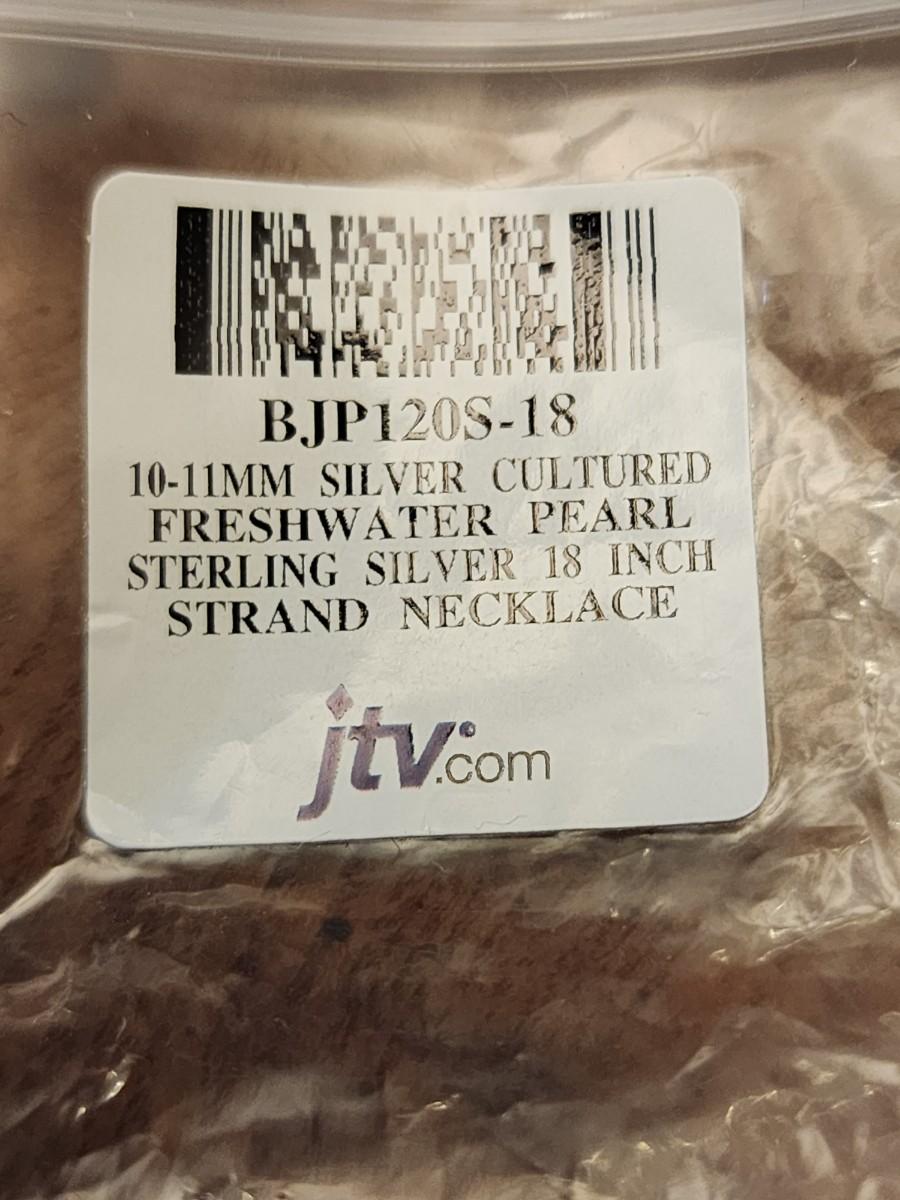 BJP120S-18
10-11MM SILVER CULTURED
FRESHWATER PEARL
STERLING SILVER 18 INCH
STRAND NECKLACE
jtv.com